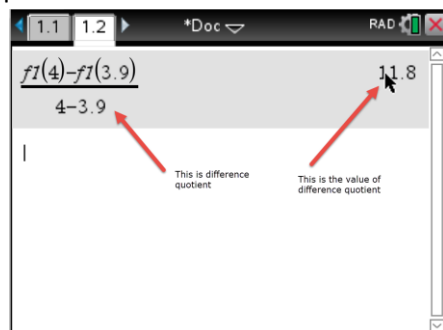 1.1 1.2 *Doc RAD
f1(4)-f1(3.9) 11.8
4-3.9
This is difference
quotient
This is the value of
difference quotient